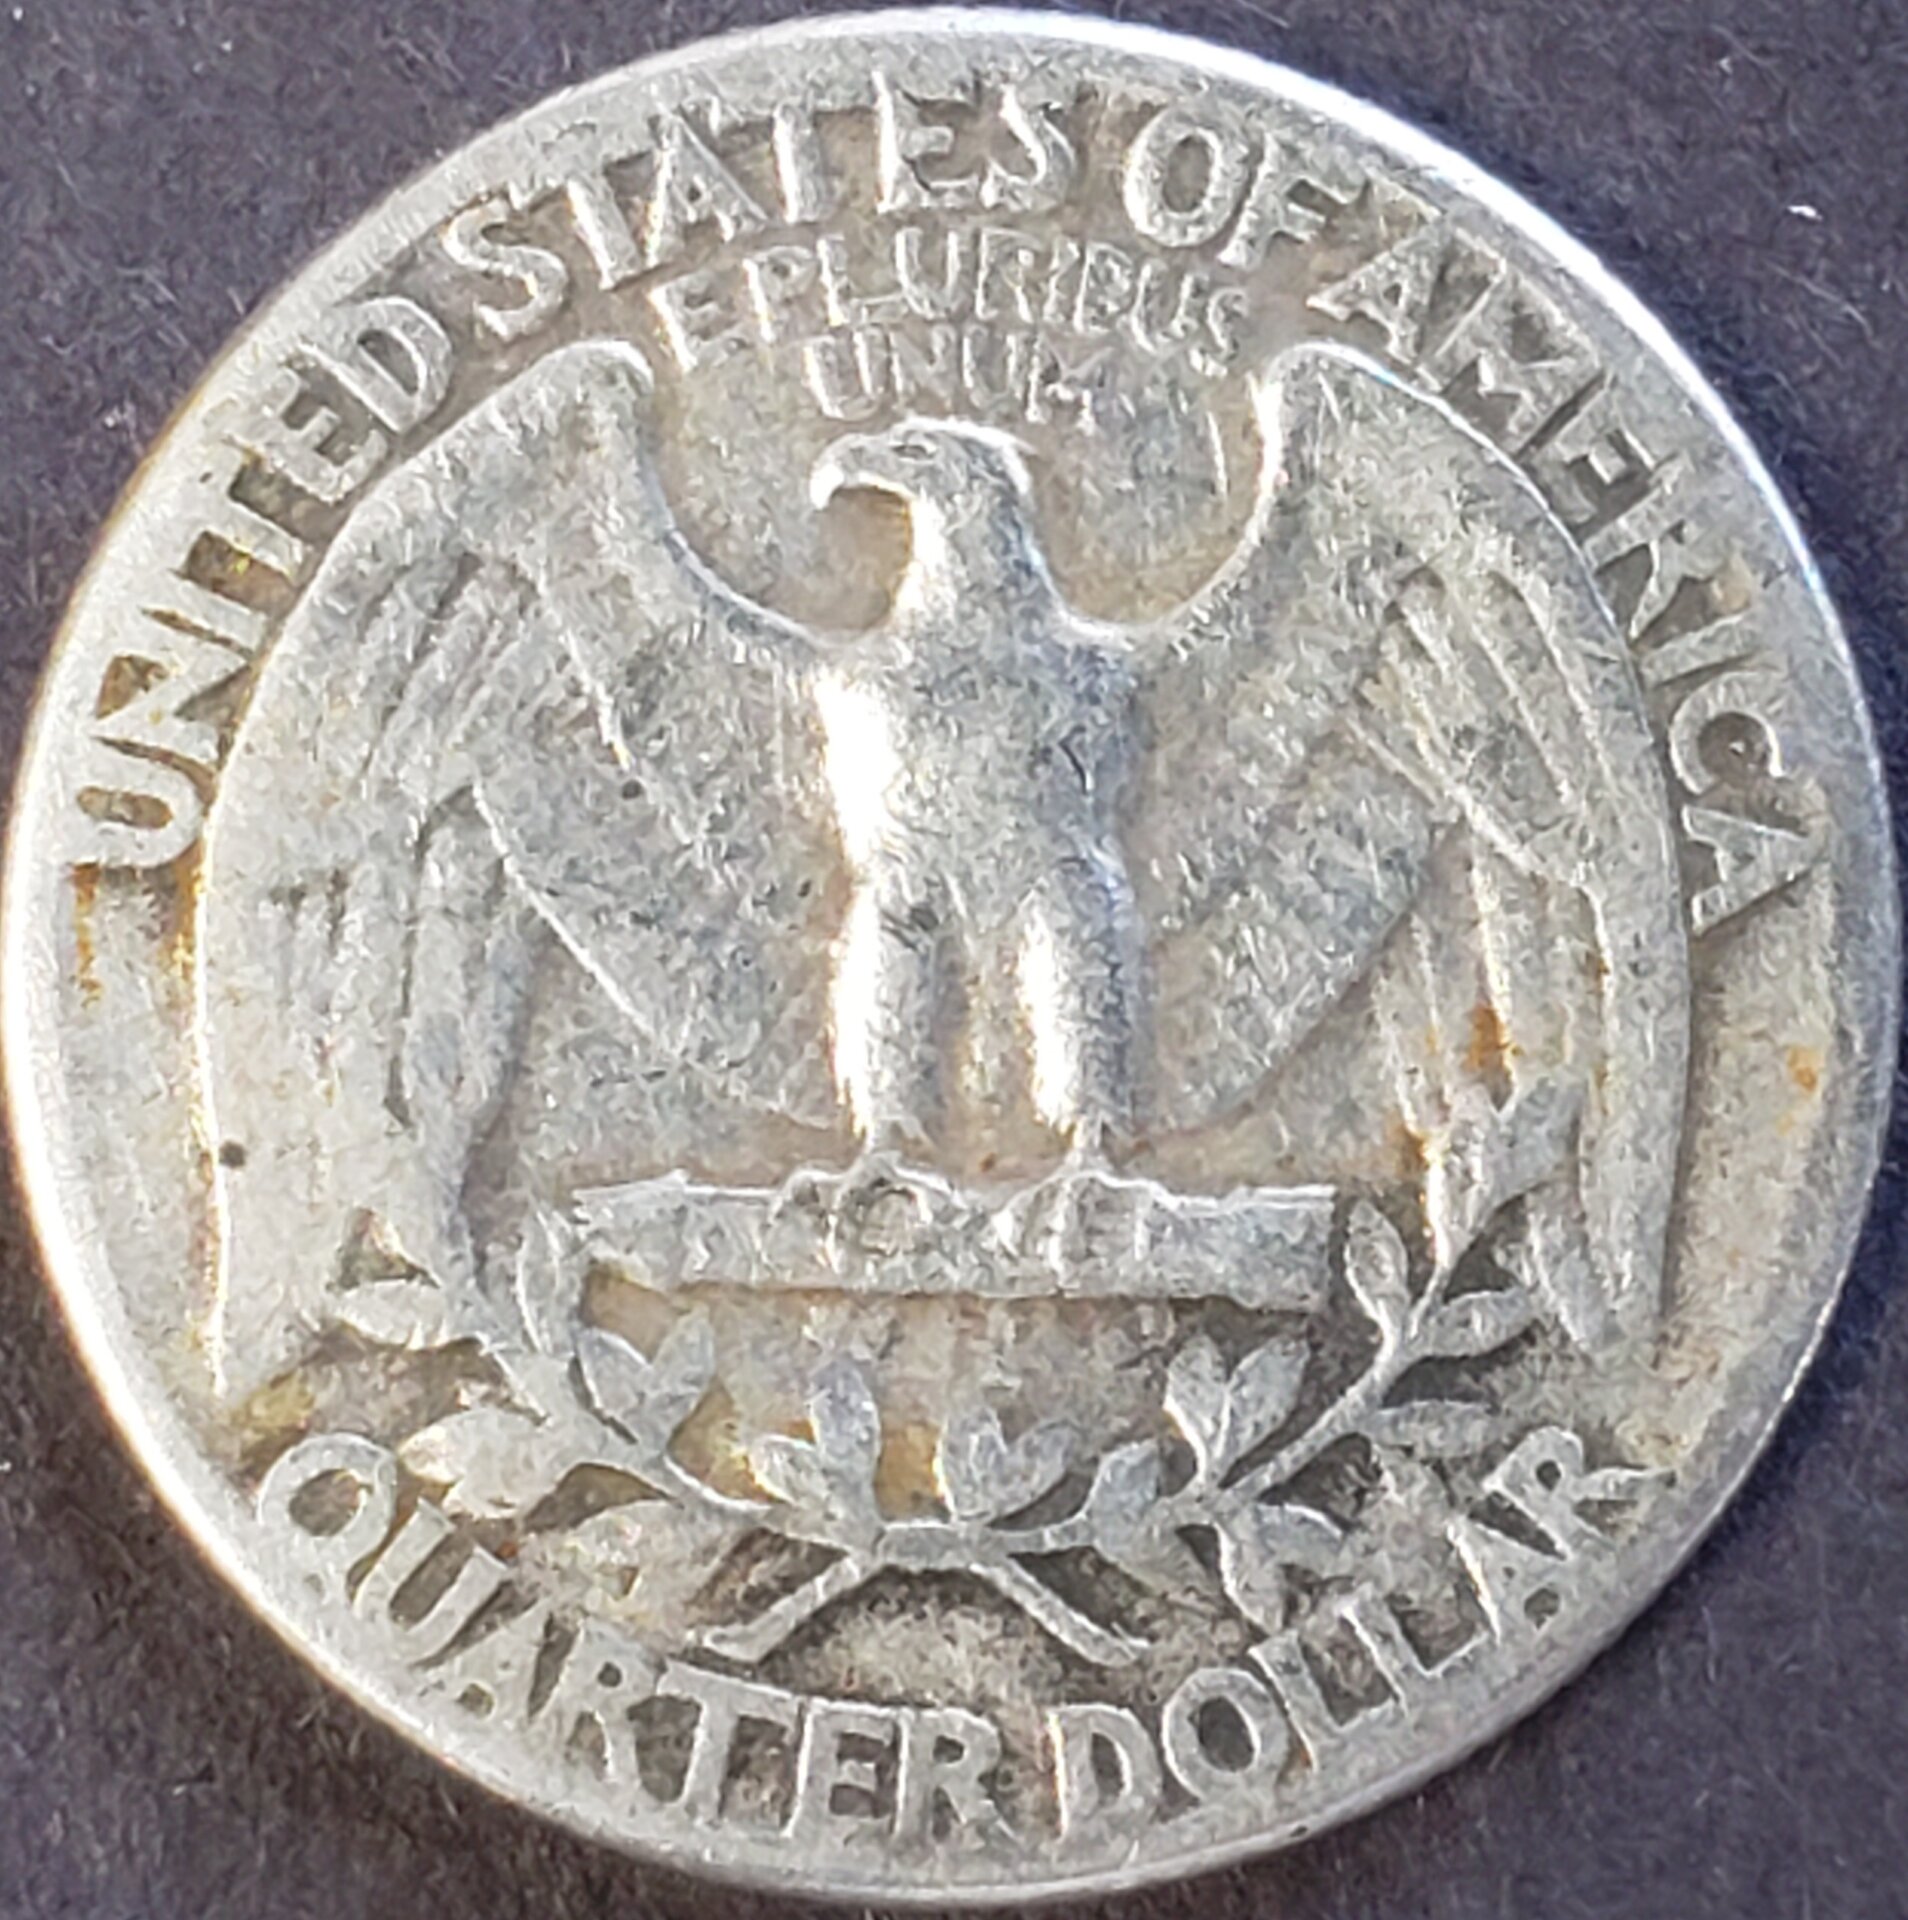 UNITED STATES OF AMERICA
E PLURIBUS
UNUM
QUARTER DOLLAR